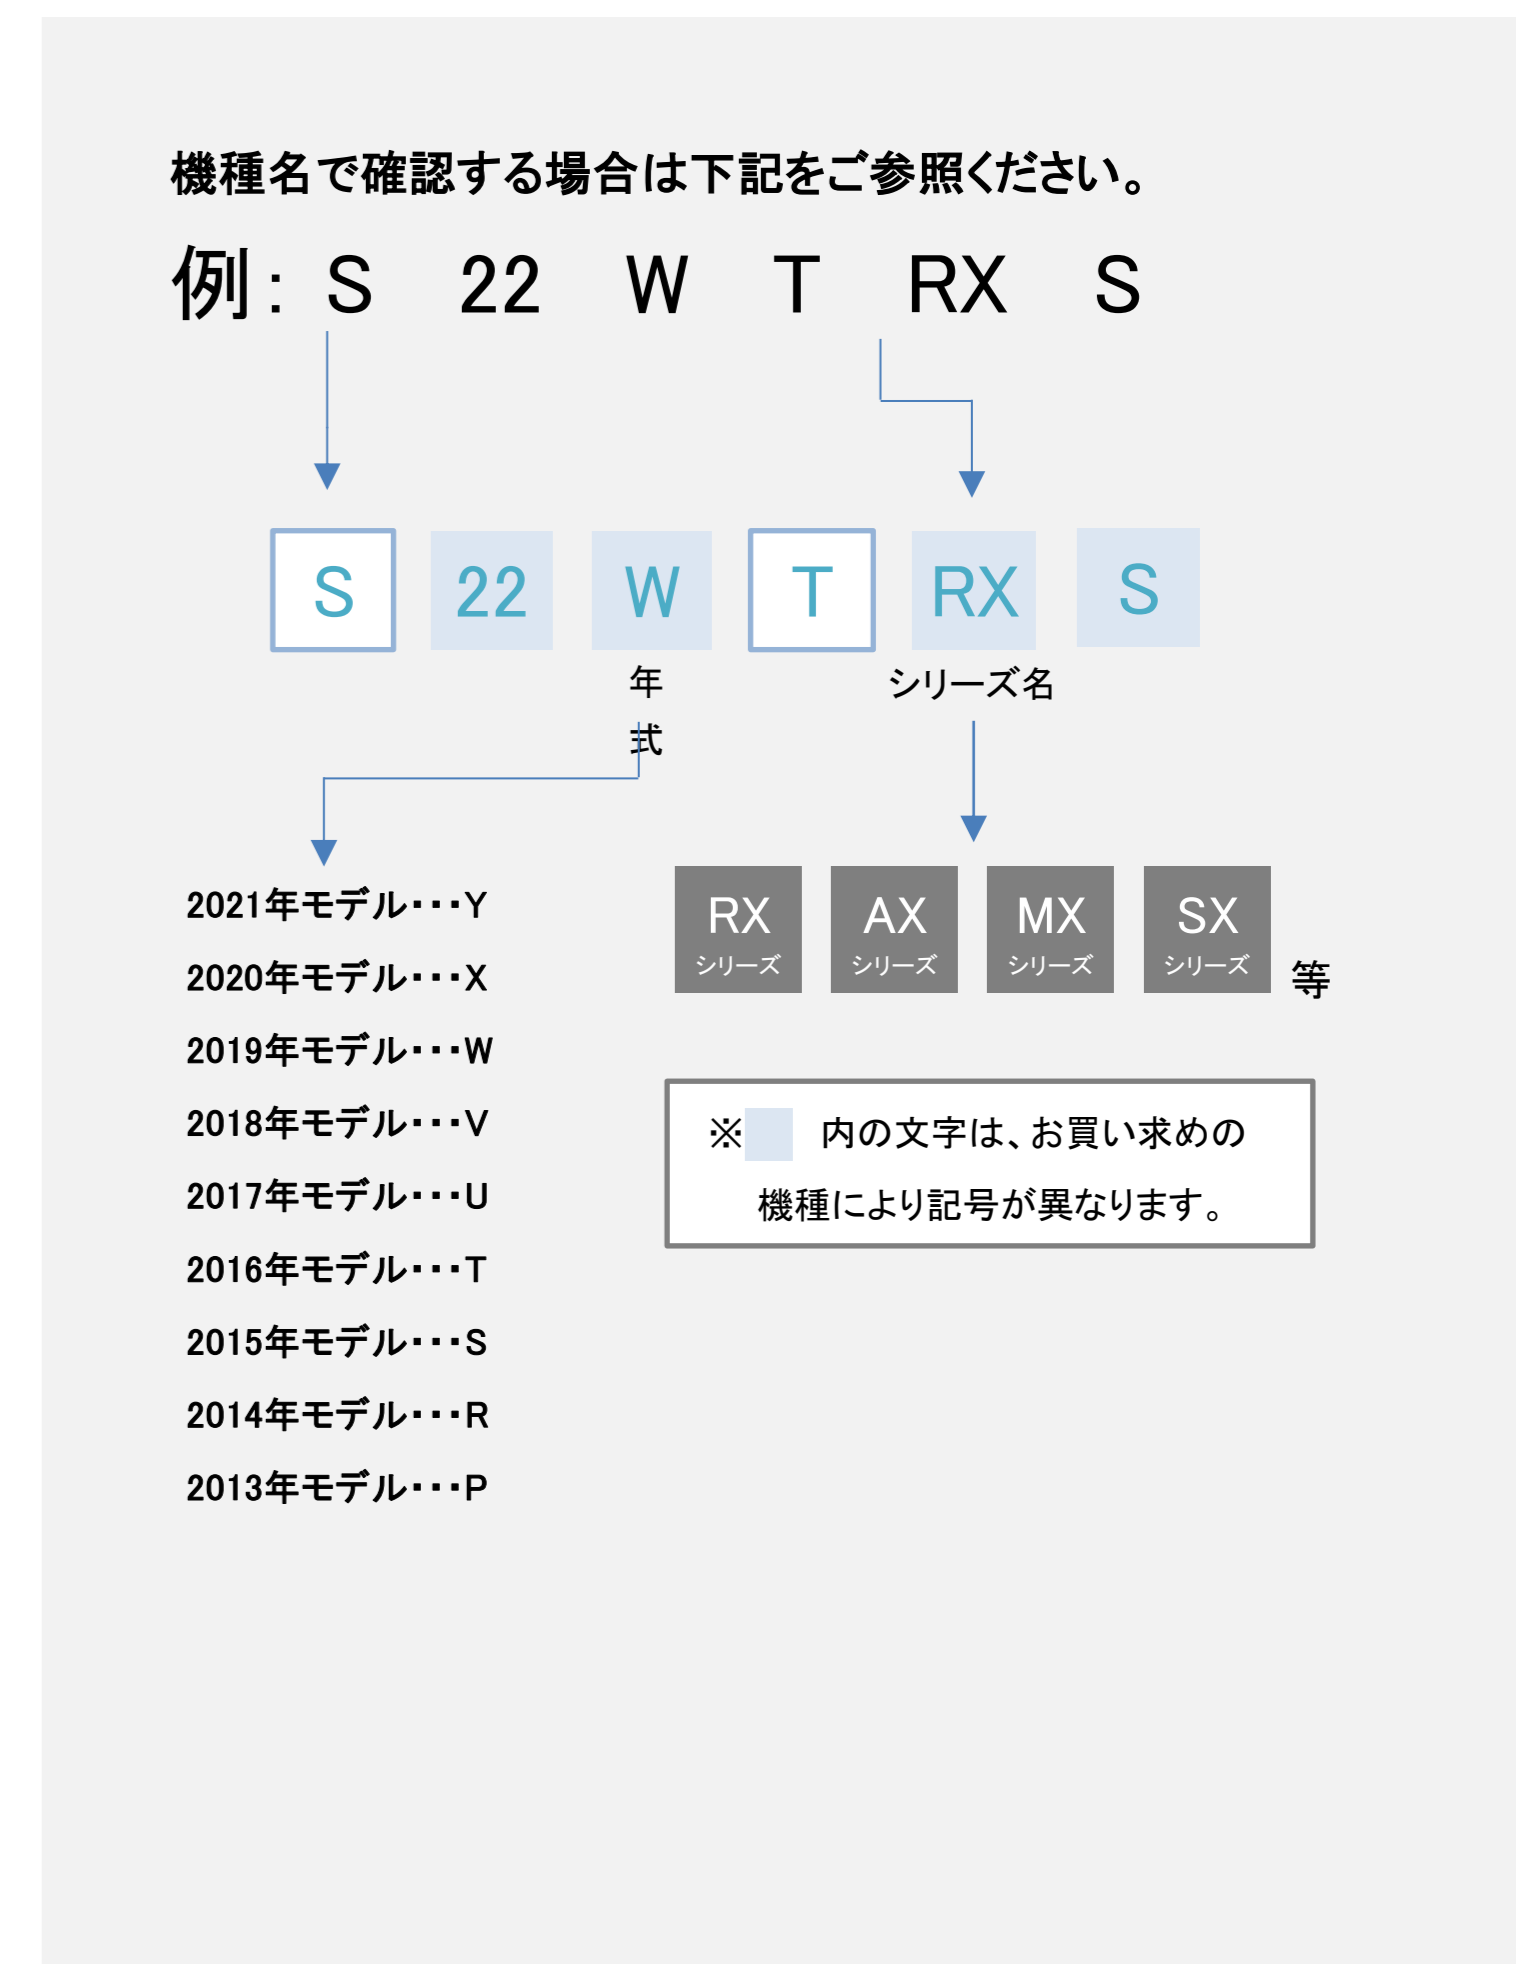 機種名で確認する場合は下記をご参照ください。
例: S 22 W T RX S
S 22 W T RX S
年
式
シリーズ名
2021年モデル・・・Y
2020年モデル・・・X
2019年モデル・・・W
2018年モデル・・・V
2017年モデル・・・U
2016年モデル・・・T
2015年モデル・・・S
2014年モデル・・・R
2013年モデル・・・P
RX AX MX SX
シリーズ シリーズ シリーズ シリーズ 等
※ 内の文字は、お買い求めの
機種により記号が異なります。